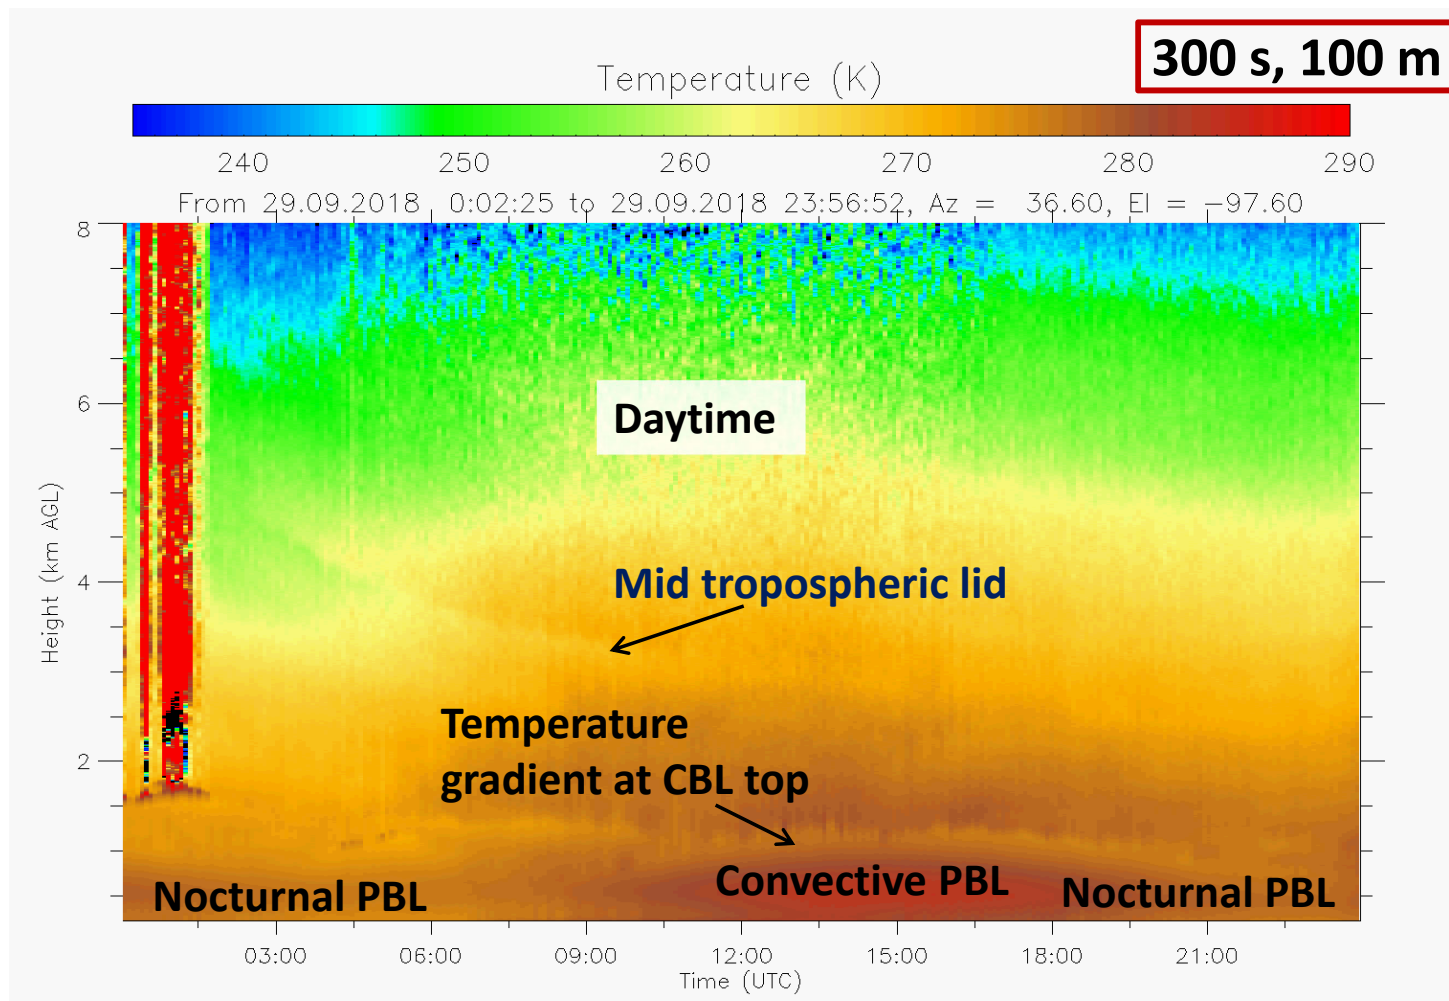 300 s, 100 m
Temperature (K)
240 250 260 270 280 290
From 29.09.2018 0:02:25 to 29.09.2018 23:56:52, Az = 36.60, El = −97.60
8
6
Daytime
Height (km AGL)
4
Mid tropospheric lid
Temperature
gradient at CBL top
2
Convective PBL
Nocturnal PBL
Nocturnal PBL
03:00 06:00 09:00 12:00 15:00 18:00 21:00
Time (UTC)